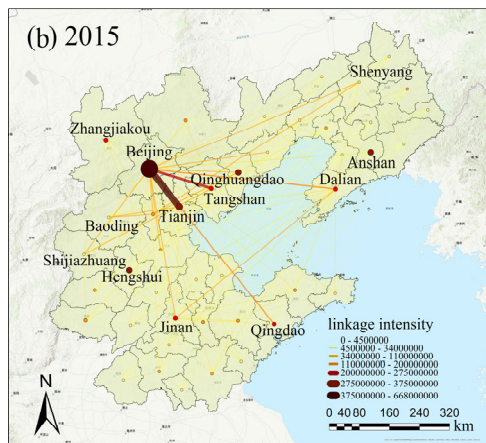 (b) 2015
Shenyang
Zhangjiakou
Beijing
Anshan
Qinghuangdao
Dalian
Tangshan
Tianjin
Baoding
Shijiazhuang
Hengshui
Jinan
Qingdao
linkage intensity
0 - 4500000
4500000 - 34000000
34000000 - 110000000
110000000 - 200000000
200000000 - 275000000
275000000 - 375000000
375000000 - 668000000
N
0 40 80 160 240 320
km